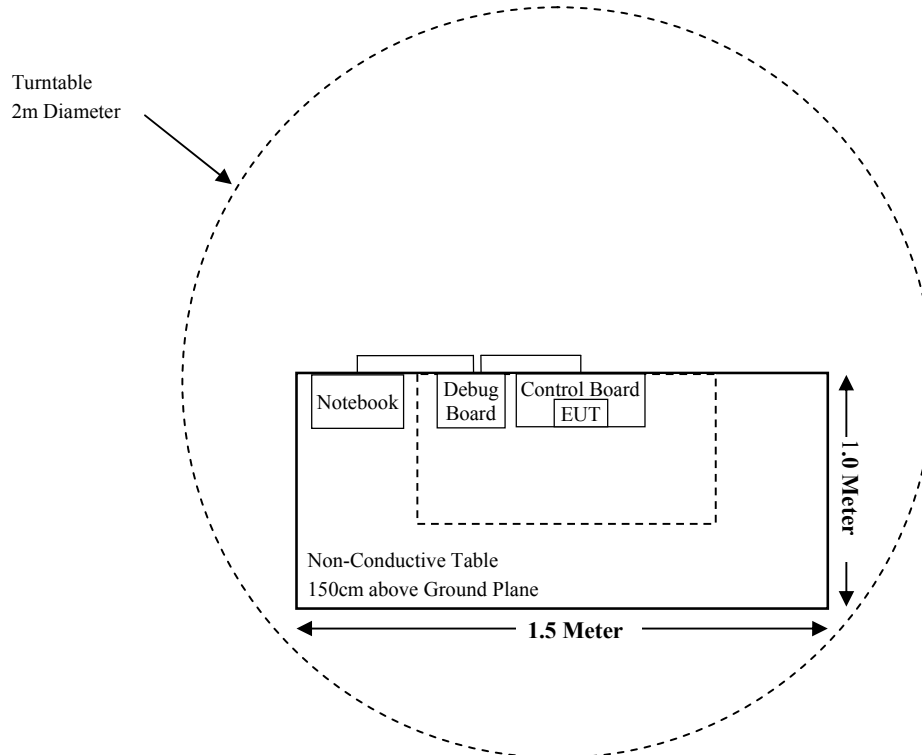 Turntable
2m Diameter
Notebook
Debug
Board
Control Board
EUT
1.0 Meter
Non-Conductive Table
150cm above Ground Plane
1.5 Meter